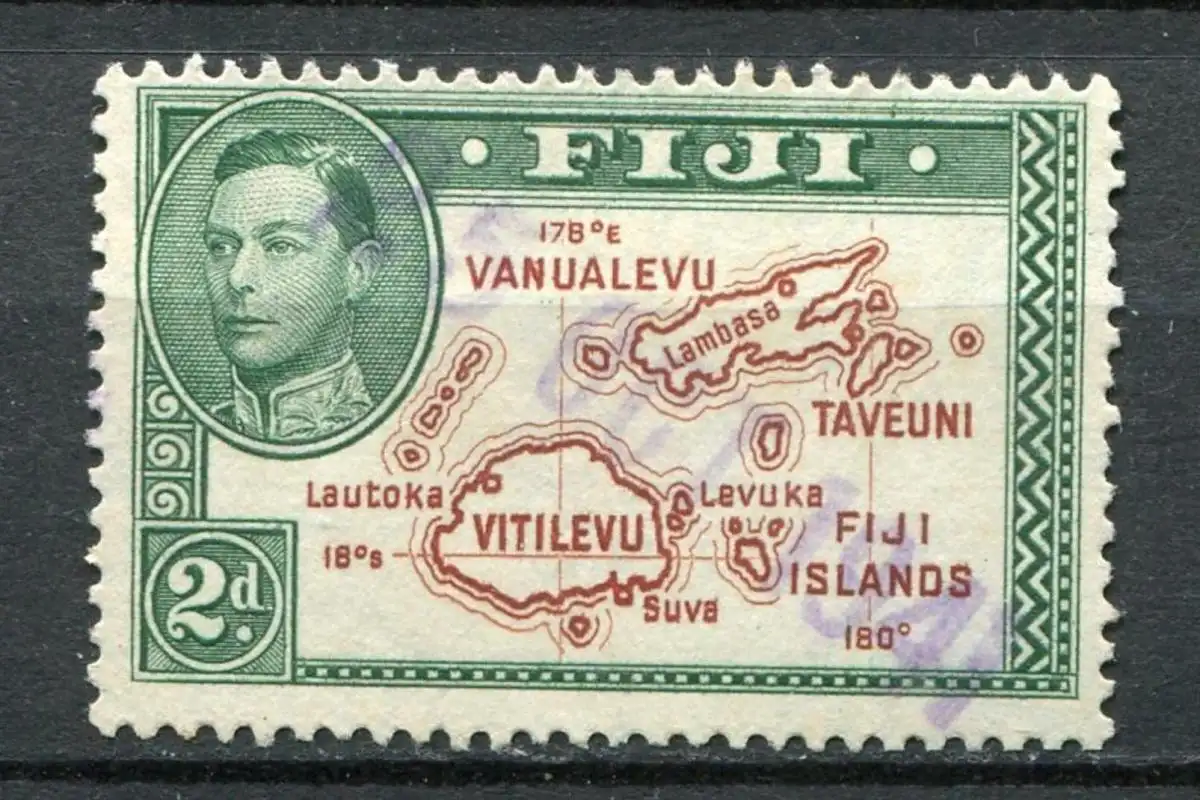 FIJI
178°E
VANUALEVU
Lambasa
TAVEUNI
Lautoka
Levuka
VITILEVU
FIJI
ISLANDS
18°S
Suva
180°
2d.